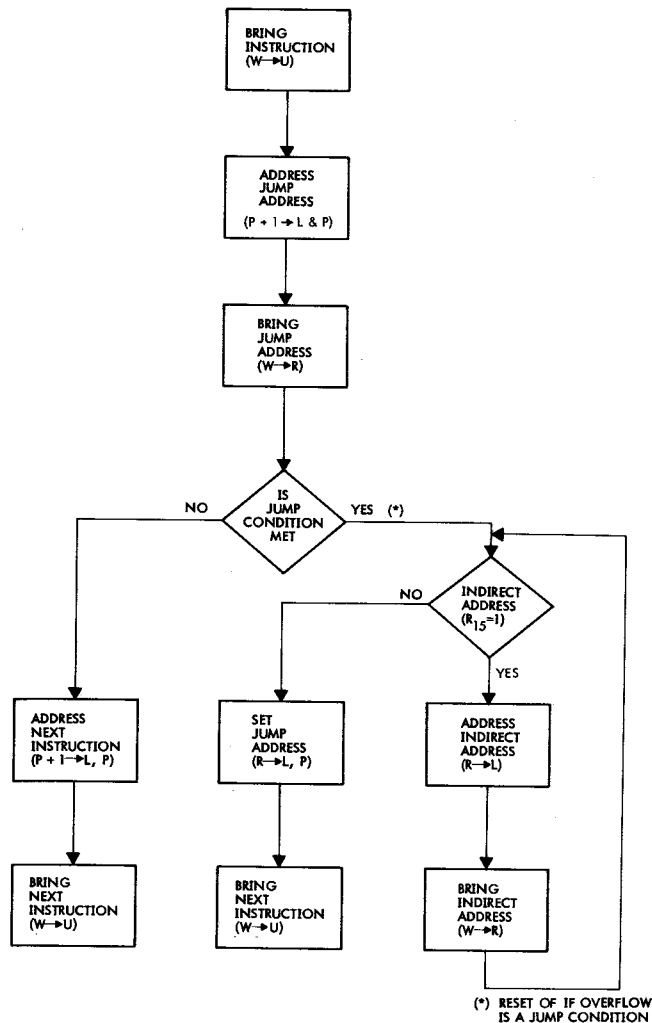 BRING
INSTRUCTION
(W→U)
ADDRESS
JUMP
ADDRESS
(P + 1→L & P)
BRING
JUMP
ADDRESS
(W→R)
IS
JUMP
CONDITION
MET
NO
YES (*)
INDIRECT
ADDRESS
(R15=1)
NO
YES
ADDRESS
NEXT
INSTRUCTION
(P + 1→L, P)
SET
JUMP
ADDRESS
(R→L, P)
ADDRESS
INDIRECT
ADDRESS
(R→L)
BRING
NEXT
INSTRUCTION
(W→U)
BRING
NEXT
INSTRUCTION
(W→U)
BRING
INDIRECT
ADDRESS
(W→R)
(*) RESET OF IF OVERFLOW
IS A JUMP CONDITION